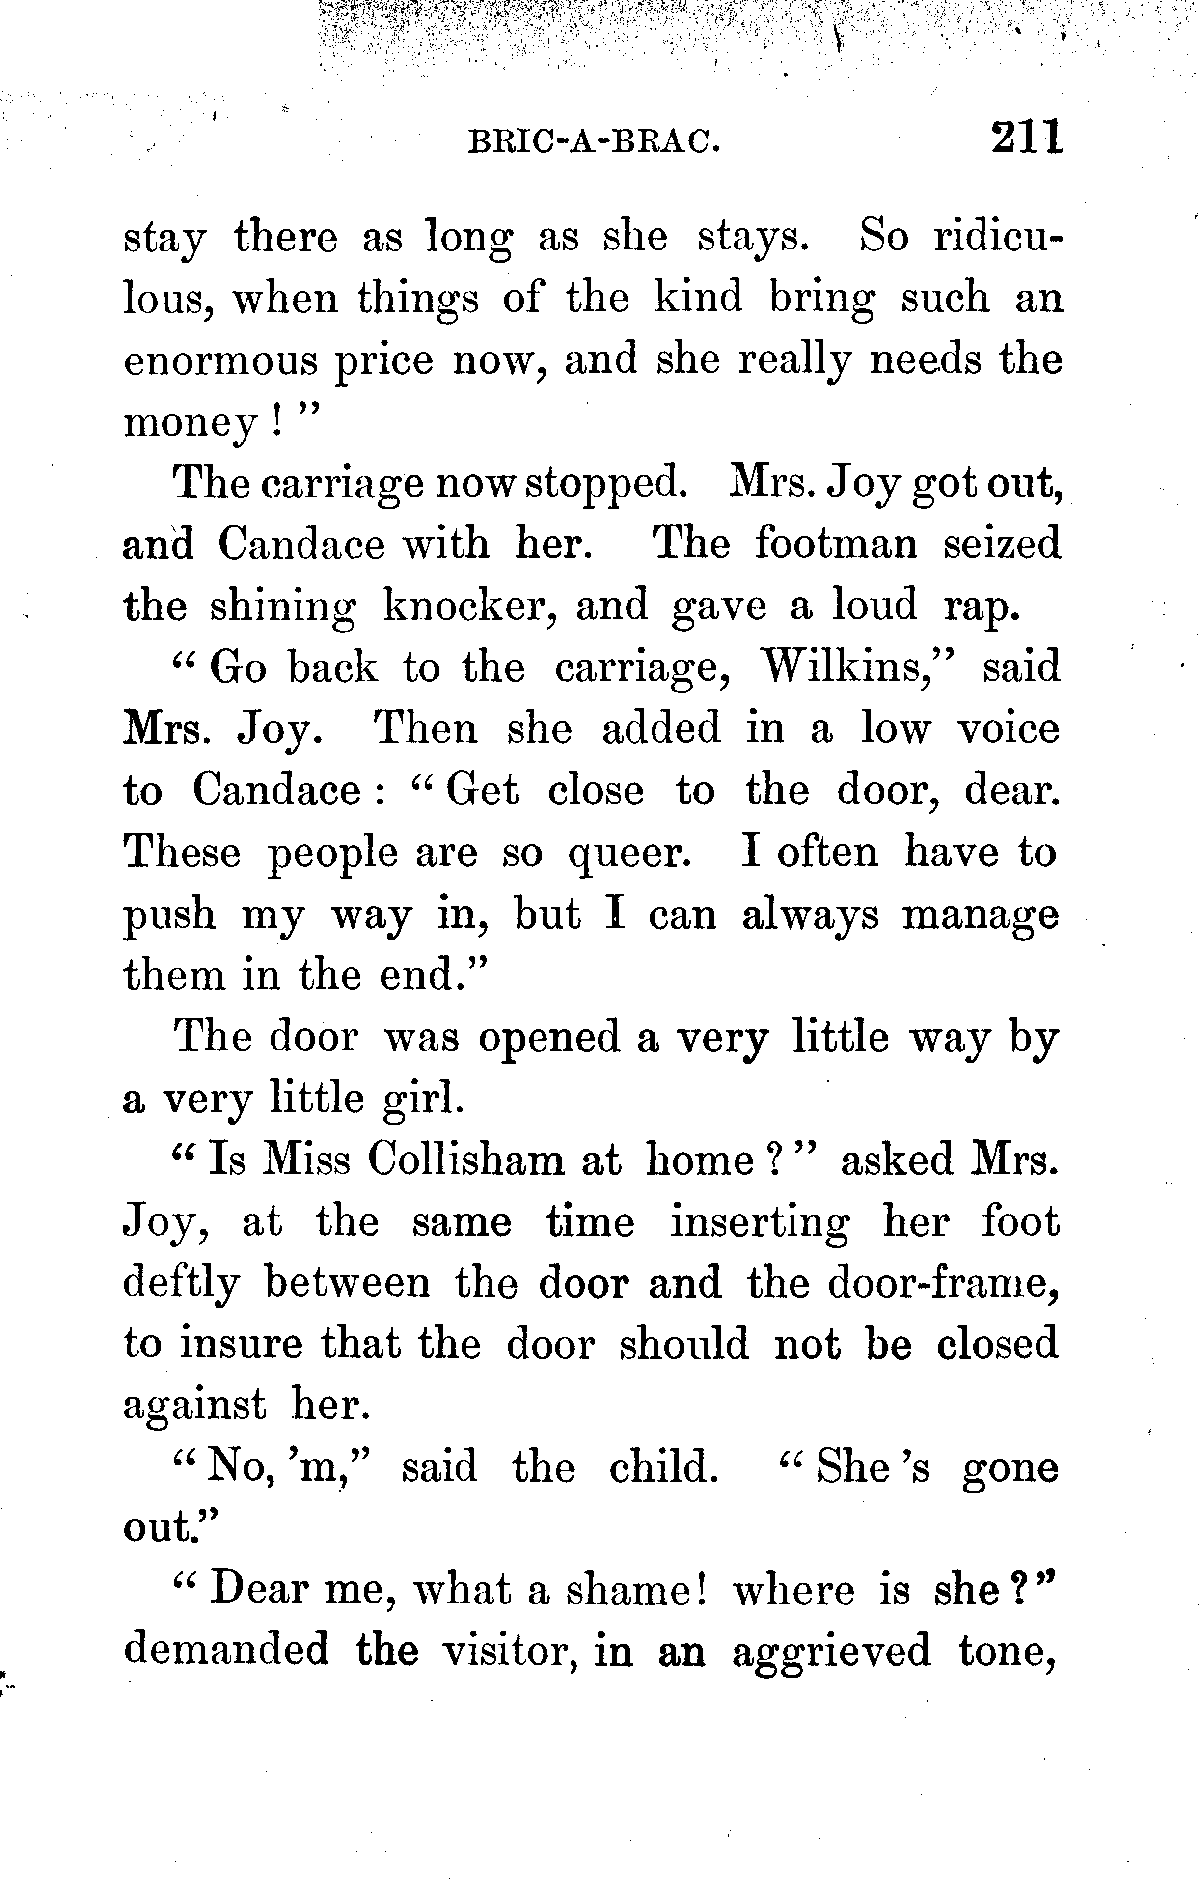 BRIC-A-BRAC. 211
stay there as long as she stays. So ridicu-
lous, when things of the kind bring such an
enormous price now, and she really needs the
money! "
The carriage now stopped. Mrs. Joy got out,
and Candace with her. The footman seized
the shining knocker, and gave a loud rap.
“ Go back to the carriage, Wilkins,” said
Mrs. Joy. Then she added in a low voice
to Candace : “ Get close to the door, dear.
These people are so queer. I often have to
push my way in, but I can always manage
them in the end.”
The door was opened a very little way by
a very little girl.
“ Is Miss Collisham at home ? ” asked Mrs.
Joy, at the same time inserting her foot
deftly between the door and the door-frame,
to insure that the door should not be closed
against her.
“ No, ’m,” said the child. “ She ’s gone
out.”
“ Dear me, what a shame! where is she ?”
demanded the visitor, in an aggrieved tone,